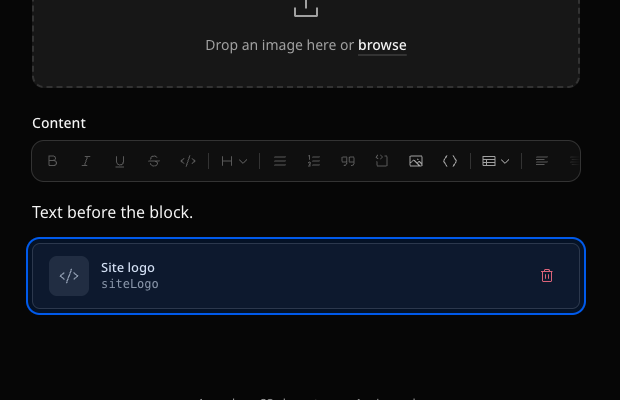 Drop an image here or browse
Content
Text before the block.
Site logo
siteLogo